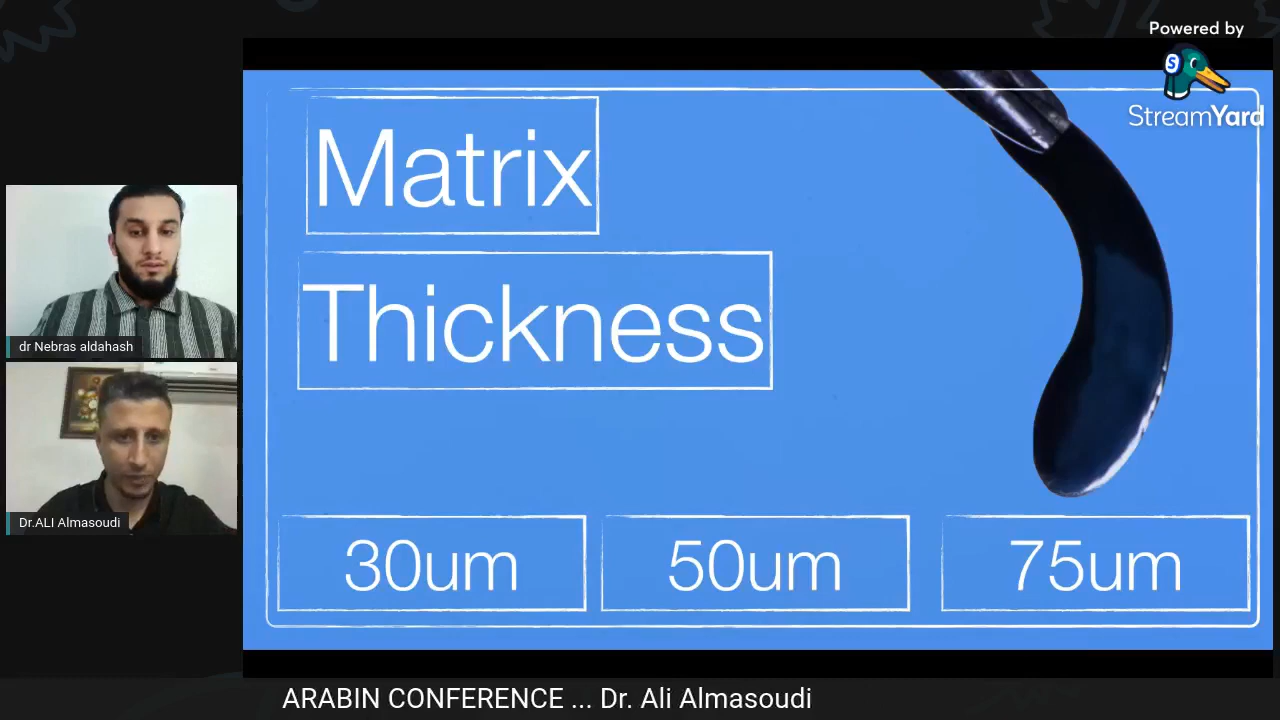 Powered by
StreamYard
Matrix
Thickness
30um
50um
75um
dr Nebras aldahash
Dr.ALI Almasoudi
ARABIN CONFERENCE ... Dr. Ali Almasoudi